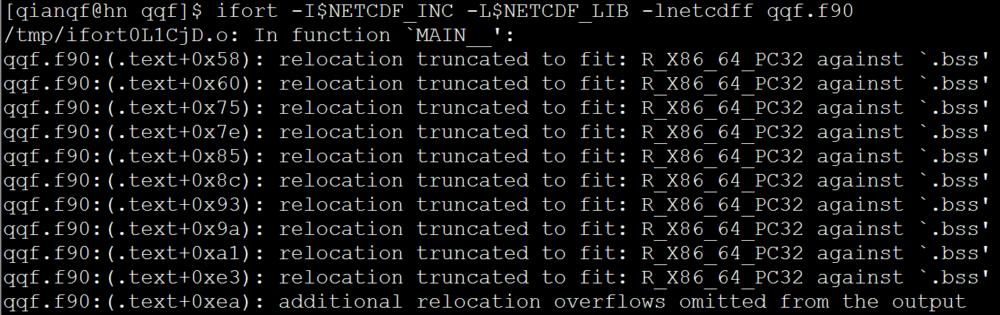 [qianqf@hn qqf]$ ifort -I$NETCDF_INC -L$NETCDF_LIB -lnetcdff qqf.f90
/tmp/ifort0L1CjD.o: In function `MAIN__':
qqf.f90:(.text+0x58): relocation truncated to fit: R_X86_64_PC32 against `.bss'
qqf.f90:(.text+0x60): relocation truncated to fit: R_X86_64_PC32 against `.bss'
qqf.f90:(.text+0x75): relocation truncated to fit: R_X86_64_PC32 against `.bss'
qqf.f90:(.text+0x7e): relocation truncated to fit: R_X86_64_PC32 against `.bss'
qqf.f90:(.text+0x85): relocation truncated to fit: R_X86_64_PC32 against `.bss'
qqf.f90:(.text+0x8c): relocation truncated to fit: R_X86_64_PC32 against `.bss'
qqf.f90:(.text+0x93): relocation truncated to fit: R_X86_64_PC32 against `.bss'
qqf.f90:(.text+0x9a): relocation truncated to fit: R_X86_64_PC32 against `.bss'
qqf.f90:(.text+0xa1): relocation truncated to fit: R_X86_64_PC32 against `.bss'
qqf.f90:(.text+0xe3): relocation truncated to fit: R_X86_64_PC32 against `.bss'
qqf.f90:(.text+0xea): additional relocation overflows omitted from the output